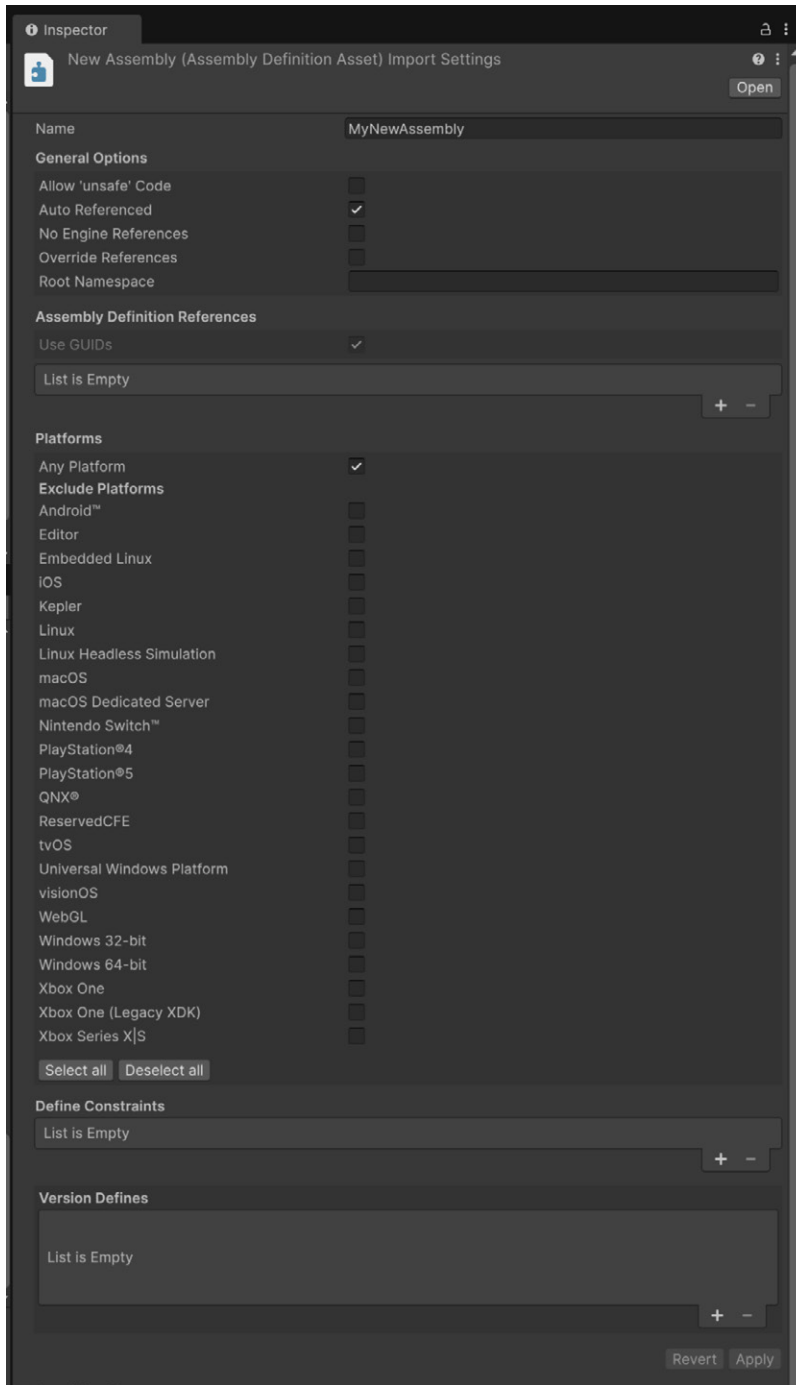 Inspector
New Assembly (Assembly Definition Asset) Import Settings
Open
Name MyNewAssembly
General Options
Allow 'unsafe' Code
Auto Referenced
No Engine References
Override References
Root Namespace
Assembly Definition References
Use GUIDs
List is Empty
+ −
Platforms
Any Platform
Exclude Platforms
Android™
Editor
Embedded Linux
iOS
Kepler
Linux
Linux Headless Simulation
macOS
macOS Dedicated Server
Nintendo Switch™
PlayStation®4
PlayStation®5
QNX®
ReservedCFE
tvOS
Universal Windows Platform
visionOS
WebGL
Windows 32-bit
Windows 64-bit
Xbox One
Xbox One (Legacy XDK)
Xbox Series X|S
Select all Deselect all
Define Constraints
List is Empty
+ −
Version Defines
List is Empty
+ −
Revert Apply